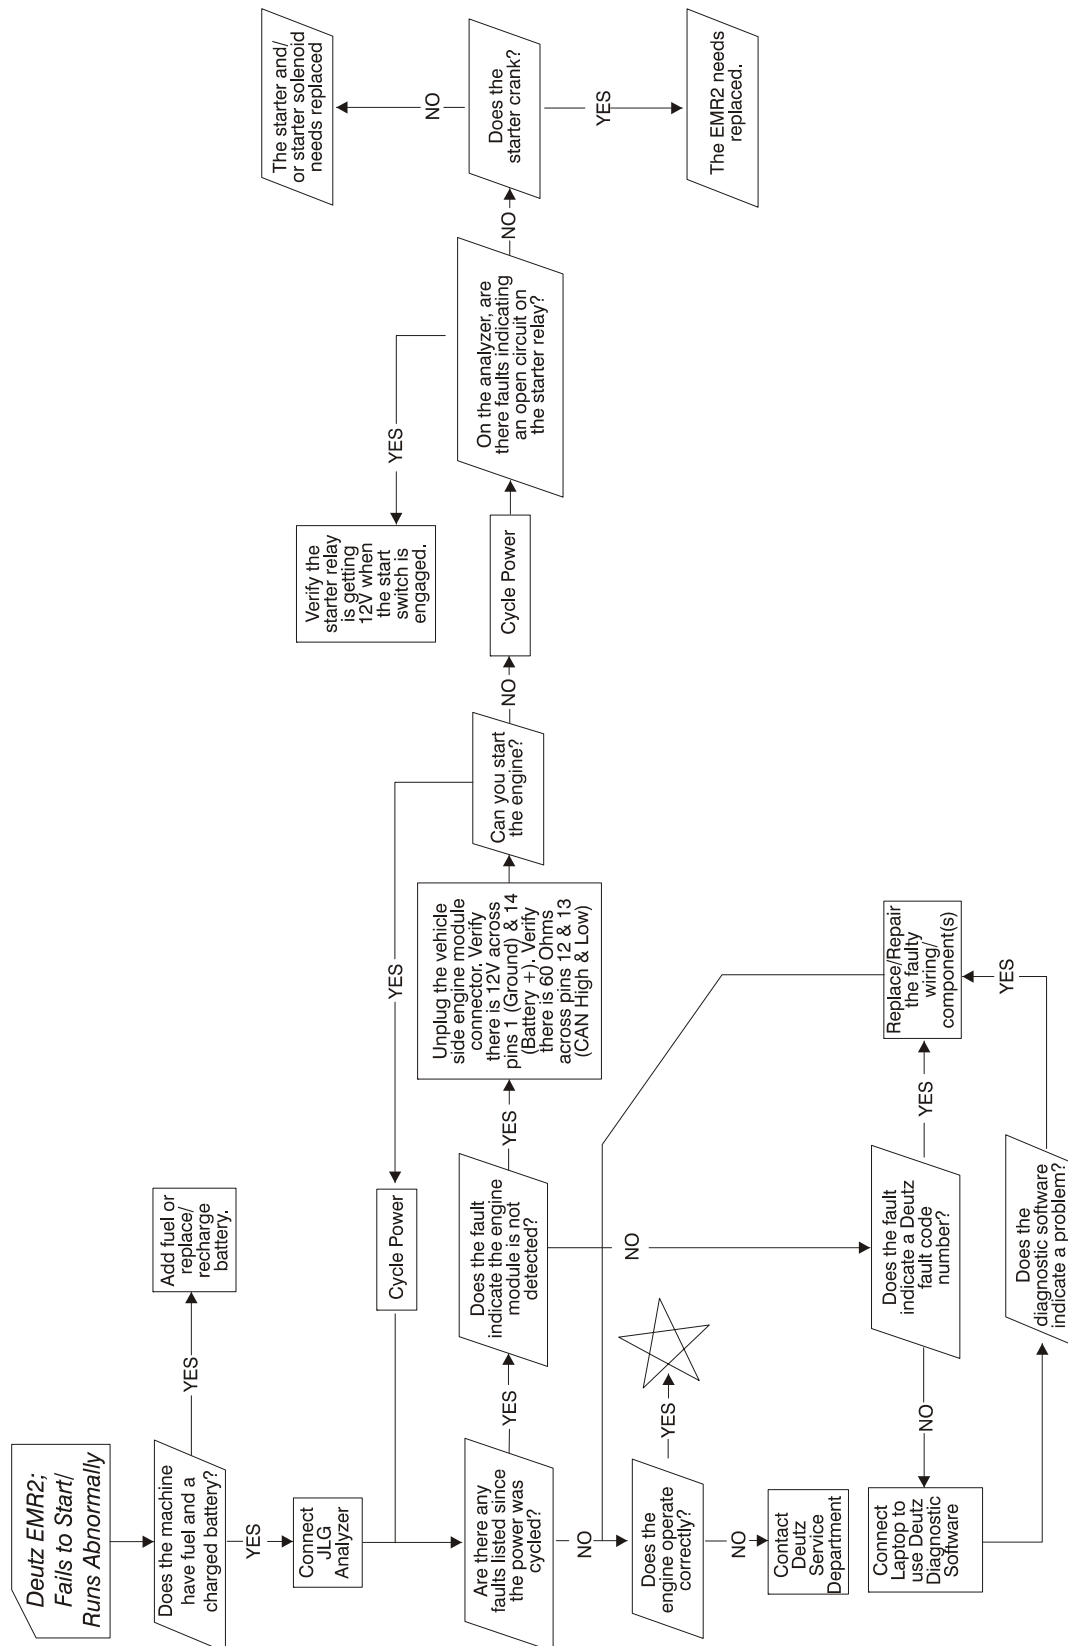 Deutz EMR2;
Fails to Start/
Runs Abnormally
Does the machine
have fuel and a
charged battery?
YES
Add fuel or
replace/
recharge
battery.
YES
Connect
JLG
Analyzer
Are there any
faults listed since
the power was
cycled?
YES
Does the fault
indicate the engine
module is not
detected?
YES
Unplug the vehicle
side engine module
connector. Verify
there is 12V across
pins 1 (Ground) & 14
(Battery +). Verify
there is 60 Ohms
across pins 12 & 13
(CAN High & Low)
Can you start
the engine?
YES
Cycle Power
NO
Cycle Power
On the analyzer, are
there faults indicating
an open circuit on
the starter relay?
YES
Verify the
starter relay
is getting
12V when
the start
switch is
engaged.
NO
Does the
starter crank?
NO
The starter and/
or starter solenoid
needs replaced
YES
The EMR2 needs
replaced.
NO
Does the
engine operate
correctly?
YES
NO
Contact
Deutz
Service
Department
NO
Does the fault
indicate a Deutz
fault code
number?
YES
Replace/Repair
the faulty
wiring/
component(s)
NO
Connect
Laptop to
use Deutz
Diagnostic
Software
Does the
diagnostic software
indicate a problem?
YES